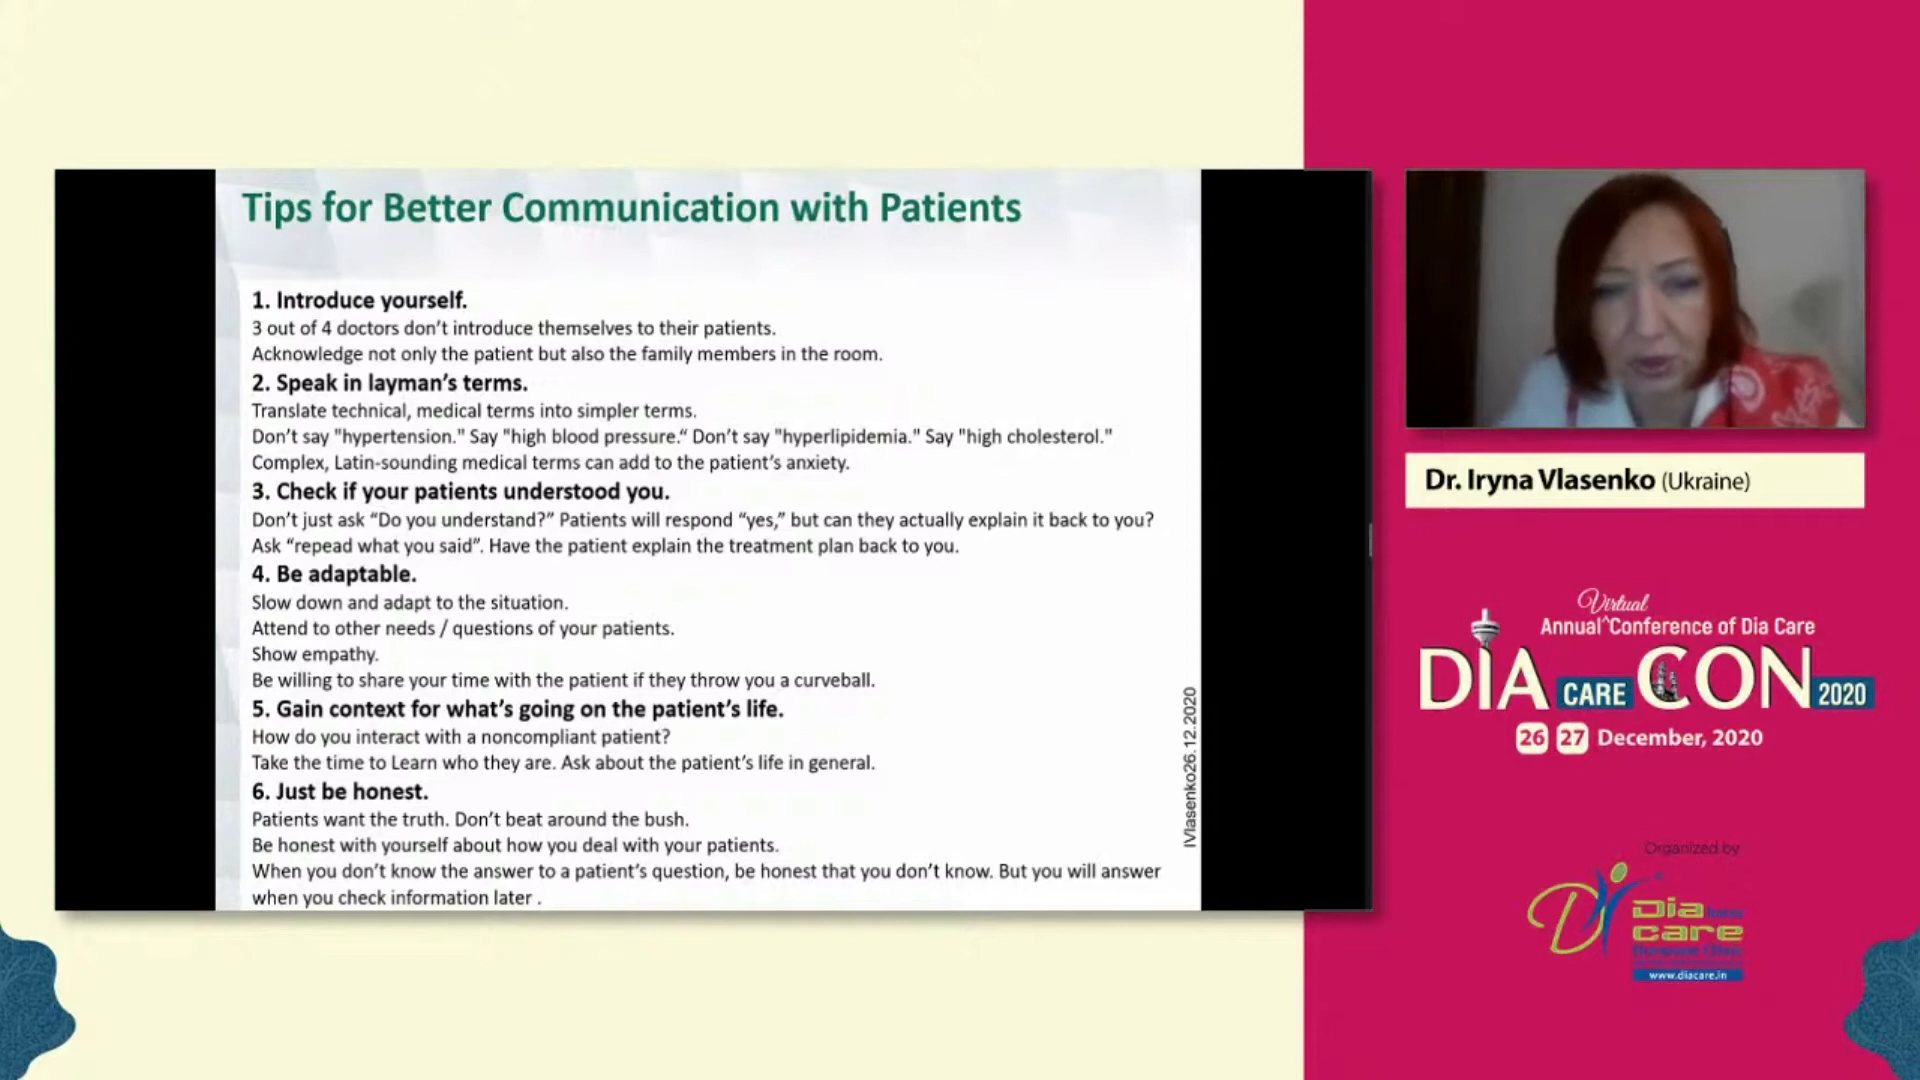 Tips for Better Communication with Patients
1. Introduce yourself.
3 out of 4 doctors don’t introduce themselves to their patients.
Acknowledge not only the patient but also the family members in the room.
2. Speak in layman’s terms.
Translate technical, medical terms into simpler terms.
Don’t say "hypertension." Say "high blood pressure.“ Don’t say "hyperlipidemia." Say "high cholesterol."
Complex, Latin-sounding medical terms can add to the patient’s anxiety.
3. Check if your patients understood you.
Don’t just ask “Do you understand?” Patients will respond “yes,” but can they actually explain it back to you?
Ask “repead what you said”. Have the patient explain the treatment plan back to you.
4. Be adaptable.
Slow down and adapt to the situation.
Attend to other needs / questions of your patients.
Show empathy.
Be willing to share your time with the patient if they throw you a curveball.
5. Gain context for what’s going on the patient’s life.
How do you interact with a noncompliant patient?
Take the time to Learn who they are. Ask about the patient’s life in general.
6. Just be honest.
Patients want the truth. Don’t beat around the bush.
Be honest with yourself about how you deal with your patients.
When you don’t know the answer to a patient’s question, be honest that you don’t know. But you will answer
when you check information later .
IVlasenko26.12.2020
Dr. Iryna Vlasenko (Ukraine)
Virtual
Annual^Conference of Dia Care
DIA CARE CON 2020
26 27 December, 2020
Organized by
Dia
care
www.diacare.in